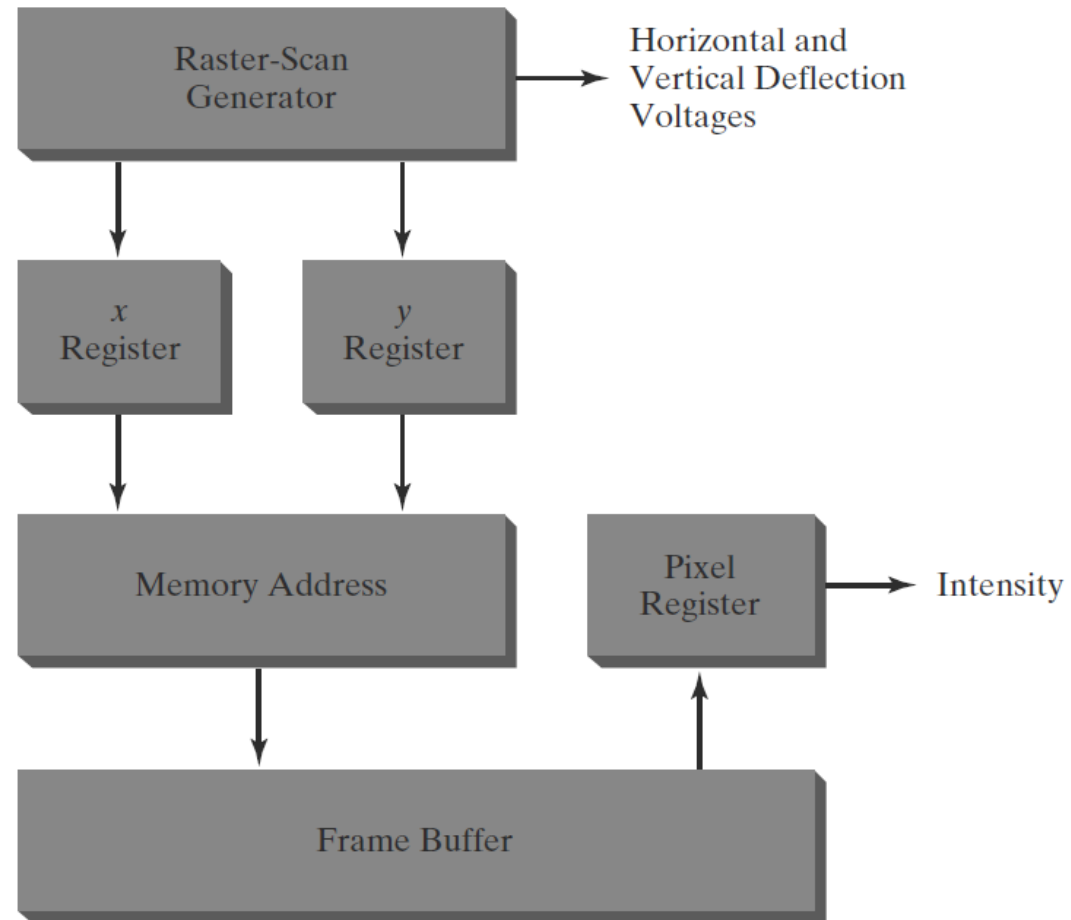 Raster-Scan
Generator
Horizontal and
Vertical Deflection
Voltages
x
Register
y
Register
Memory Address
Pixel
Register
Intensity
Frame Buffer